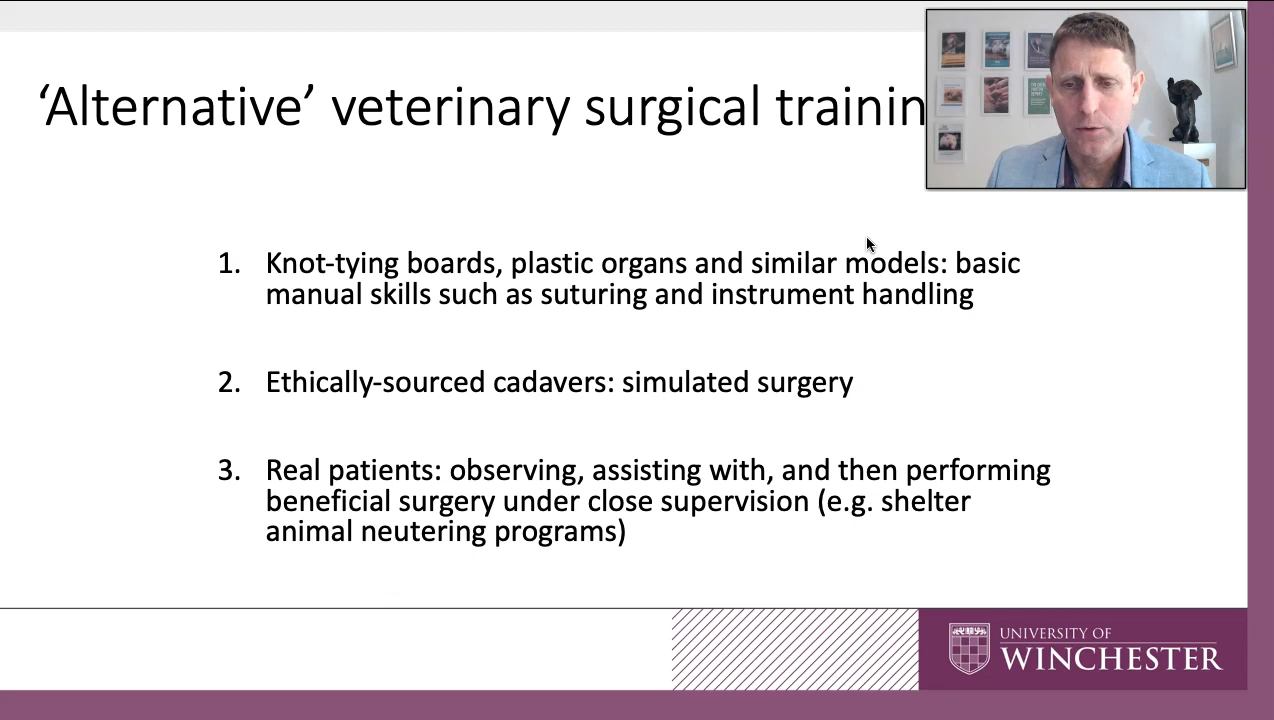 ‘Alternative’ veterinary surgical trainin
1. Knot-tying boards, plastic organs and similar models: basic
manual skills such as suturing and instrument handling
2. Ethically-sourced cadavers: simulated surgery
3. Real patients: observing, assisting with, and then performing
beneficial surgery under close supervision (e.g. shelter
animal neutering programs)
UNIVERSITY OF
WINCHESTER